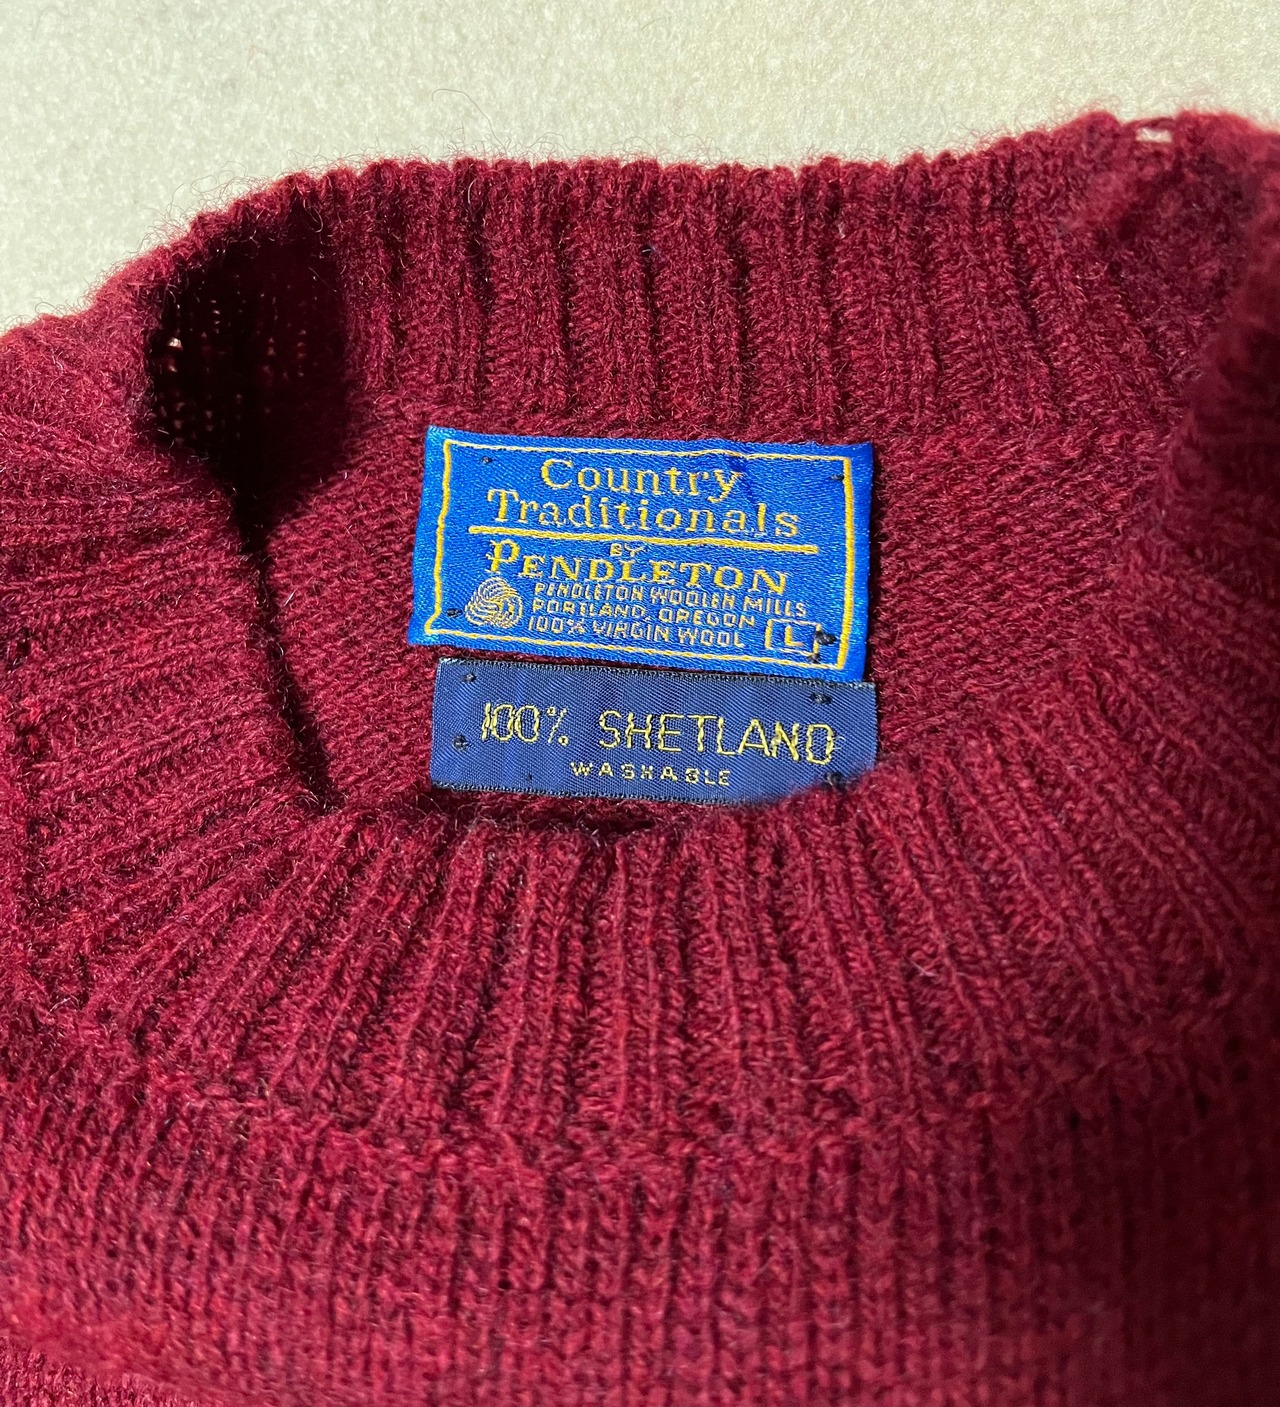 Country
Traditionals
BY
PENDLETON
PENDLETON WOOLEN MILLS
PORTLAND, OREGON
100% VIRGIN WOOL L
100% SHETLAND
WASHABLE